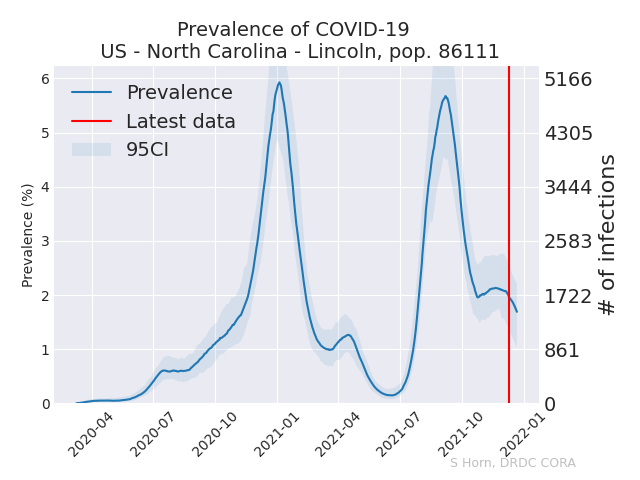 Prevalence of COVID-19
US - North Carolina - Lincoln, pop. 86111
Prevalence
Latest data
95CI
Prevalence (%)
6
5
4
3
2
1
0
5166
4305
3444
2583
1722
861
0
# of infections
2020-04
2020-07
2020-10
2021-01
2021-04
2021-07
2021-10
2022-01
S Horn, DRDC CORA